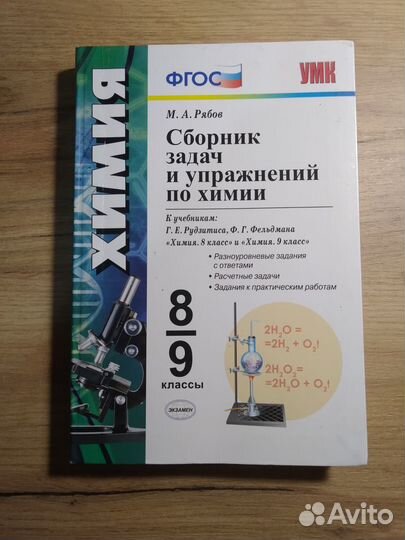 ХИМИЯ
ФГОС
УМК
М. А. Рябов
Сборник
задач
и упражнений
по химии
К учебникам:
Г. Е. Рудзитиса, Ф. Г. Фельдмана
«Химия. 8 класс» и «Химия. 9 класс»
• Разноуровневые задания
с ответами
• Расчетные задачи
• Задания к практическим работам
8
9
классы
2H₂O =
=2H₂ + O₂↑
2H₂O₂=
=2H₂O + O₂↑
ЭКЗАМЕН
Avito